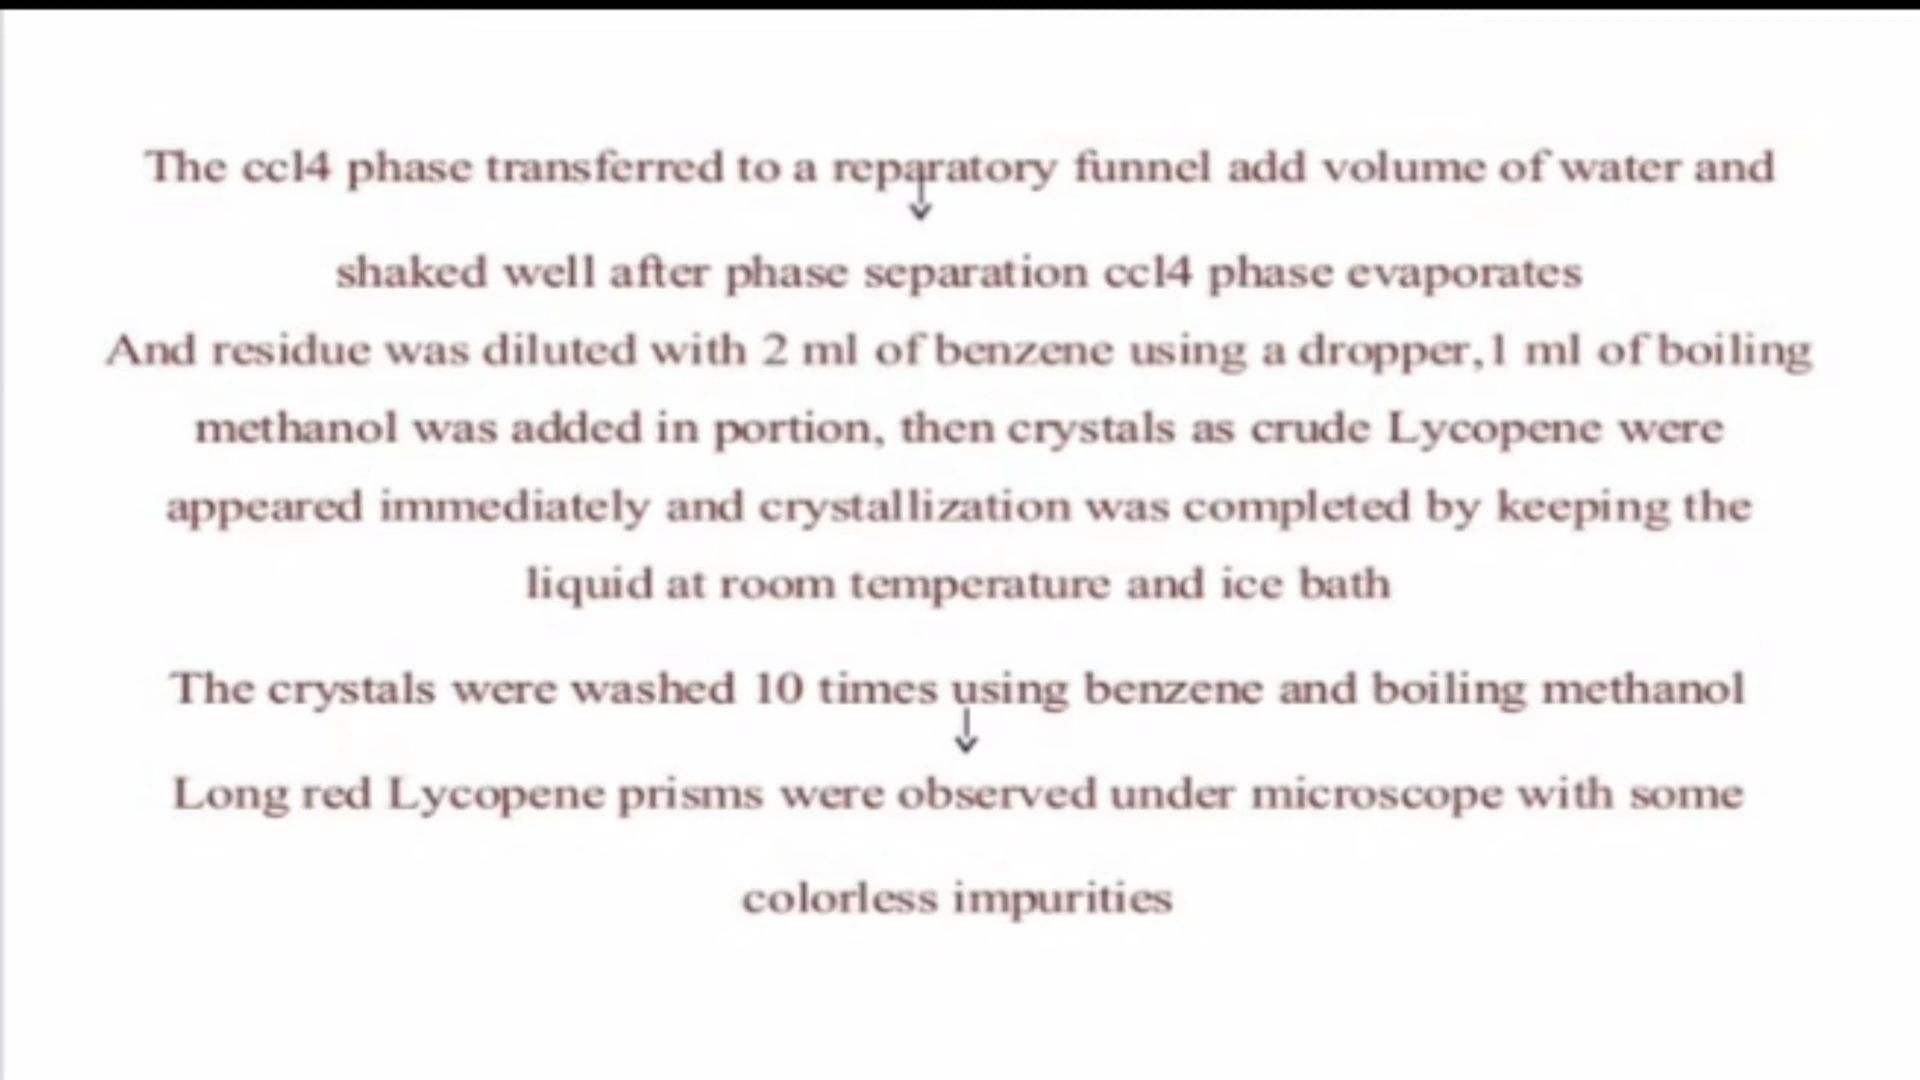 The ccl4 phase transferred to a reparatory funnel add volume of water and
shaked well after phase separation ccl4 phase evaporates
And residue was diluted with 2 ml of benzene using a dropper,1 ml of boiling
methanol was added in portion, then crystals as crude Lycopene were
appeared immediately and crystallization was completed by keeping the
liquid at room temperature and ice bath
The crystals were washed 10 times using benzene and boiling methanol
Long red Lycopene prisms were observed under microscope with some
colorless impurities